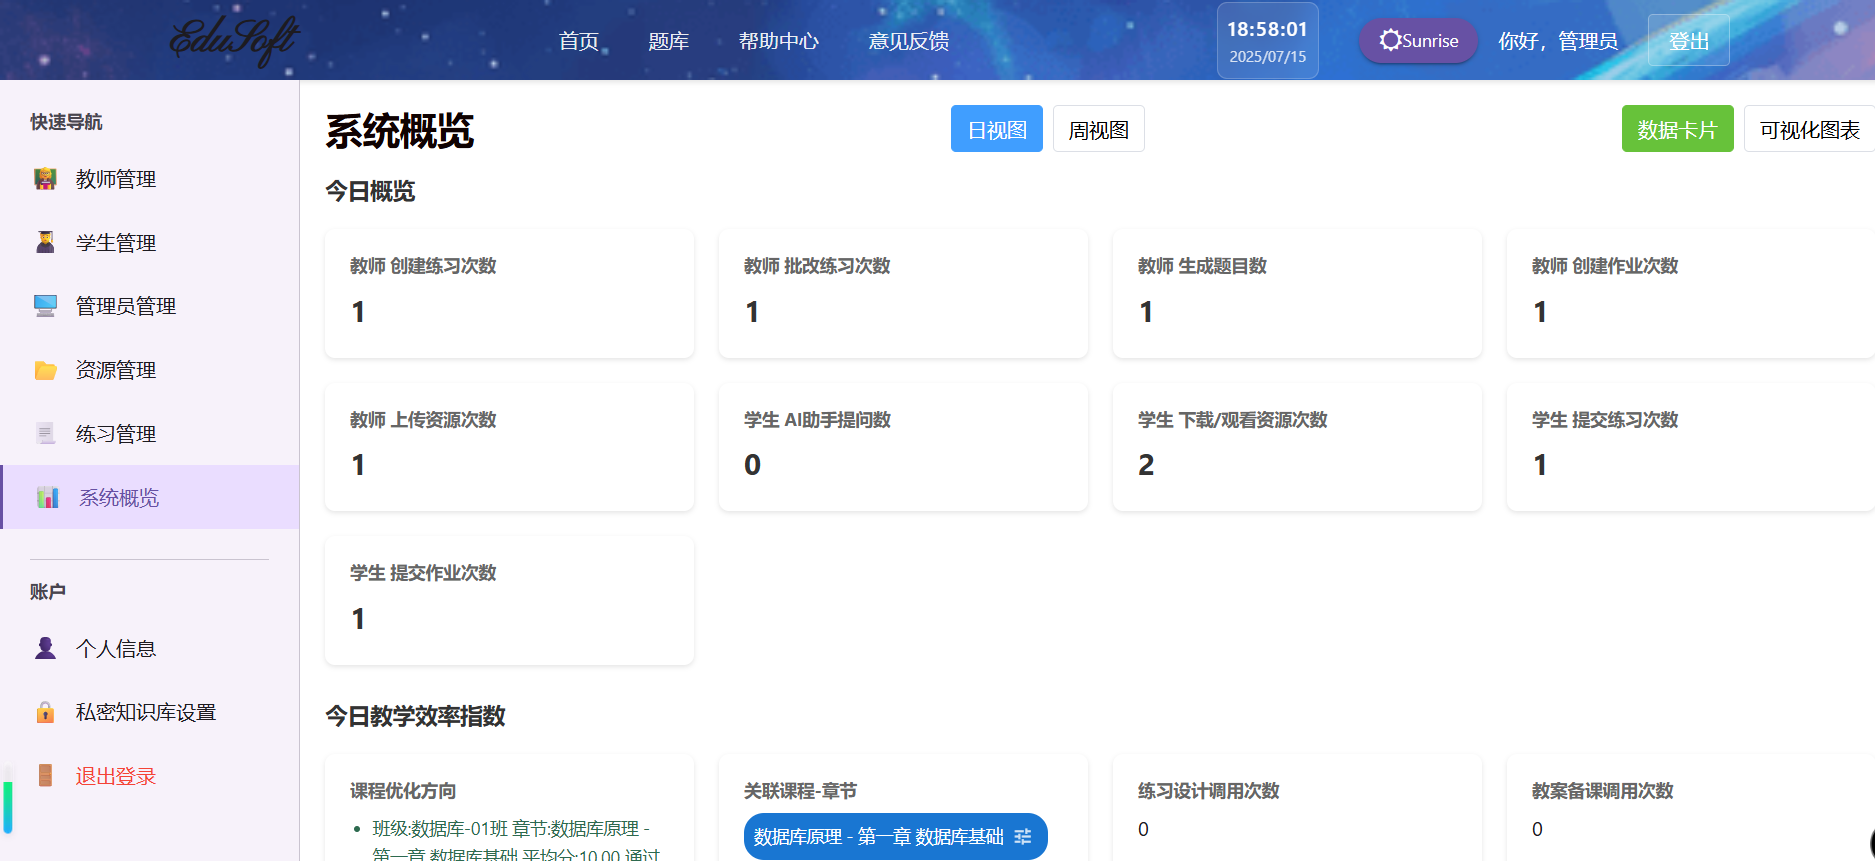 EduSoft
首页
题库
帮助中心
意见反馈
18:58:01
2025/07/15
Sunrise
你好，管理员
登出
快速导航
教师管理
学生管理
管理员管理
资源管理
练习管理
系统概览
账户
个人信息
私密知识库设置
退出登录
系统概览
日视图
周视图
数据卡片
可视化图表
今日概览
教师 创建练习次数
1
教师 批改练习次数
1
教师 生成题目数
1
教师 创建作业次数
1
教师 上传资源次数
1
学生 AI助手提问数
0
学生 下载/观看资源次数
2
学生 提交练习次数
1
学生 提交作业次数
1
今日教学效率指数
课程优化方向
班级:数据库-01班 章节:数据库原理 -
第一章 数据库基础 平均分:10.00 通过
关联课程-章节
数据库原理 - 第一章 数据库基础
练习设计调用次数
0
教案备课调用次数
0